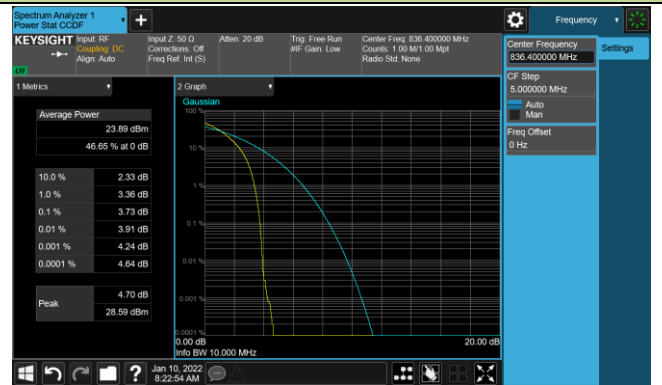 Spectrum Analyzer 1
Power Stat CCDF
Frequency
KEYSIGHT
Input: RF
Coupling: DC
Align: Auto
Input Z: 50 Ω
Corrections: Off
Freq Ref: Int (S)
Atten: 20 dB
Trig: Free Run
#IF Gain: Low
Center Freq: 836.400000 MHz
Counts: 1.00 M/1.00 Mpt
Radio Std: None
LXI
Center Frequency
836.400000 MHz
Settings
CF Step
5.000000 MHz
Auto
Man
Freq Offset
0 Hz
1 Metrics
Average Power
23.89 dBm
46.65 % at 0 dB
10.0 % 2.33 dB
1.0 % 3.36 dB
0.1 % 3.73 dB
0.01 % 3.91 dB
0.001 % 4.24 dB
0.0001 % 4.64 dB
Peak 4.70 dB
28.59 dBm
2 Graph
Gaussian
100 %
10 %
1 %
0.1 %
0.01 %
0.001 %
0.0001 %
0.00 dB 20.00 dB
Info BW 10.000 MHz
?
Jan 10, 2022
8:22:54 AM